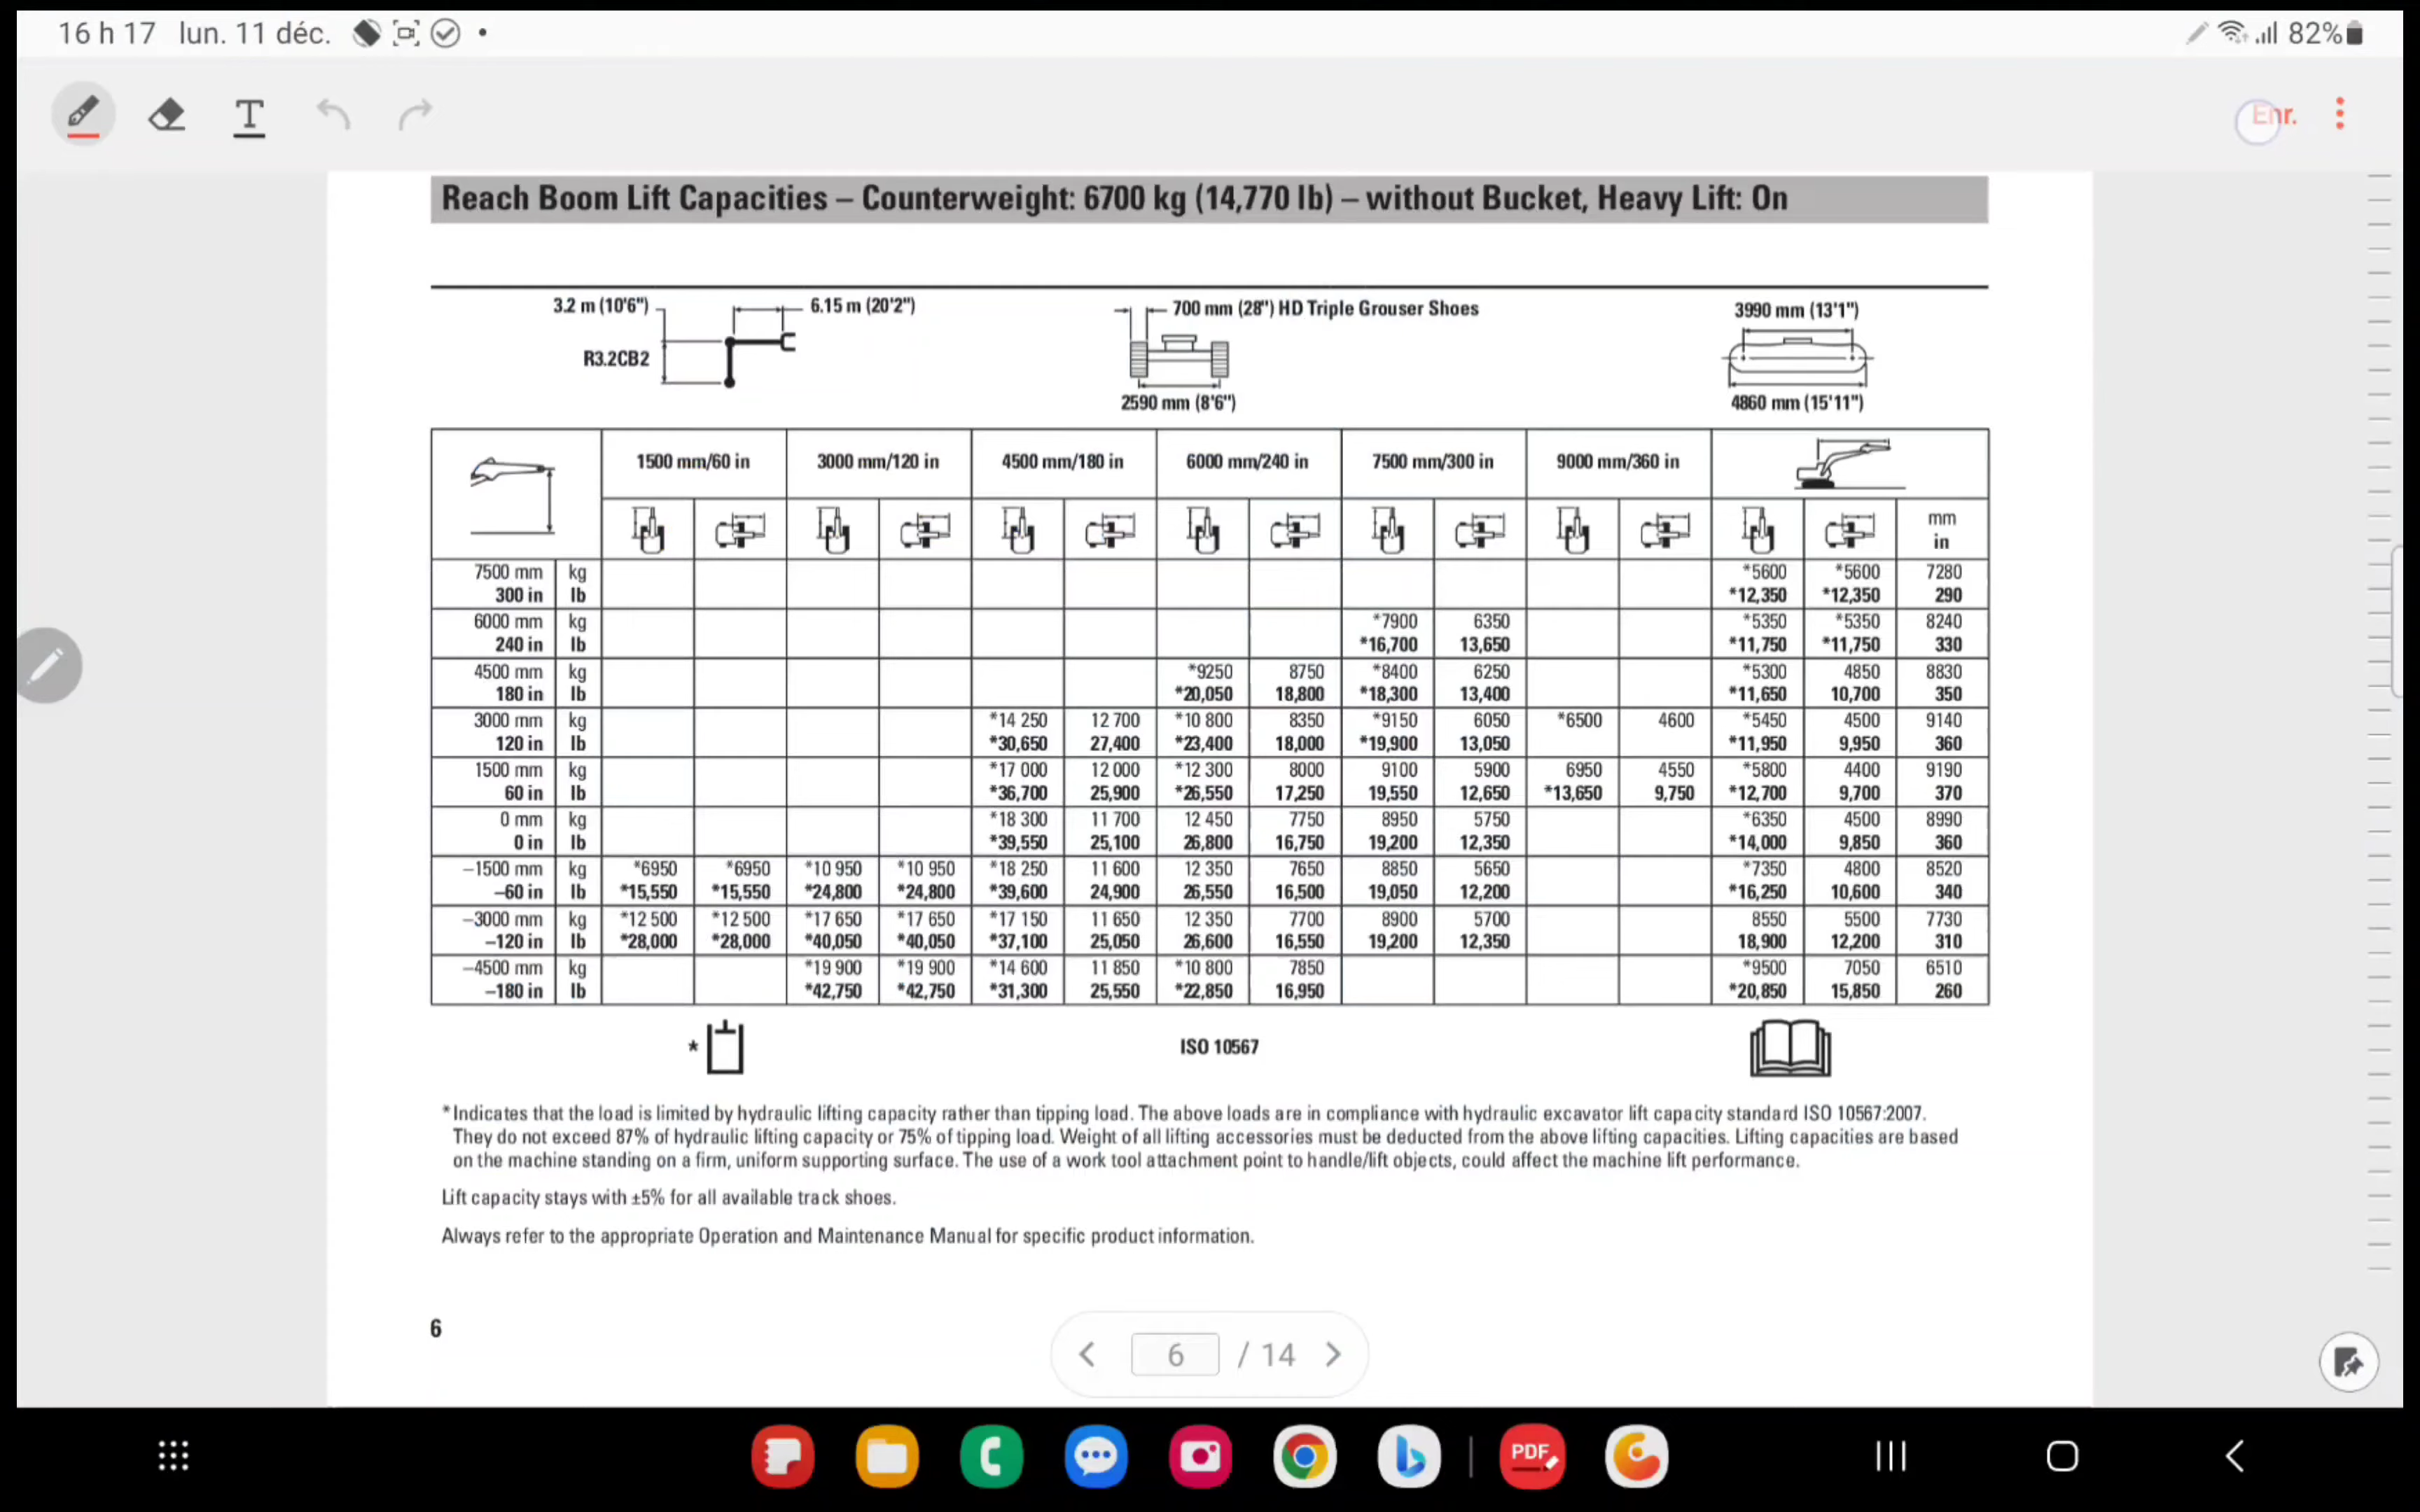 16 h 17 lun. 11 déc. 82%
T Enr.
Reach Boom Lift Capacities – Counterweight: 6700 kg (14,770 lb) – without Bucket, Heavy Lift: On
3.2 m (10'6") 6.15 m (20'2") 700 mm (28") HD Triple Grouser Shoes 3990 mm (13'1")
R3.2CB2
2590 mm (8'6") 4860 mm (15'11")
1500 mm/60 in 3000 mm/120 in 4500 mm/180 in 6000 mm/240 in 7500 mm/300 in 9000 mm/360 in
mm
in
7500 mm kg *5600 *5600 7280
300 in lb *12,350 *12,350 290
6000 mm kg *7900 6350 *5350 *5350 8240
240 in lb *16,700 13,650 *11,750 *11,750 330
4500 mm kg *9250 8750 *8400 6250 *5300 4850 8830
180 in lb *20,050 18,800 *18,300 13,400 *11,650 10,700 350
3000 mm kg *14 250 12 700 *10 800 8350 *9150 6050 *6500 4600 *5450 4500 9140
120 in lb *30,650 27,400 *23,400 18,000 *19,900 13,050 *11,950 9,950 360
1500 mm kg *17 000 12 000 *12 300 8000 9100 5900 6950 4550 *5800 4400 9190
60 in lb *36,700 25,900 *26,550 17,250 19,550 12,650 *13,650 9,750 *12,700 9,700 370
0 mm kg *18 300 11 700 12 450 7750 8950 5750 *6350 4500 8990
0 in lb *39,550 25,100 26,800 16,750 19,200 12,350 *14,000 9,850 360
–1500 mm kg *6950 *6950 *10 950 *10 950 *18 250 11 600 12 350 7650 8850 5650 *7350 4800 8520
–60 in lb *15,550 *15,550 *24,800 *24,800 *39,600 24,900 26,550 16,500 19,050 12,200 *16,250 10,600 340
–3000 mm kg *12 500 *12 500 *17 650 *17 650 *17 150 11 650 12 350 7700 8900 5700 8550 5500 7730
–120 in lb *28,000 *28,000 *40,050 *40,050 *37,100 25,050 26,600 16,550 19,200 12,350 18,900 12,200 310
–4500 mm kg *19 900 *19 900 *14 600 11 850 *10 800 7850 *9500 7050 6510
–180 in lb *42,750 *42,750 *31,300 25,550 *22,850 16,950 *20,850 15,850 260
* ISO 10567
*Indicates that the load is limited by hydraulic lifting capacity rather than tipping load. The above loads are in compliance with hydraulic excavator lift capacity standard ISO 10567:2007.
They do not exceed 87% of hydraulic lifting capacity or 75% of tipping load. Weight of all lifting accessories must be deducted from the above lifting capacities. Lifting capacities are based
on the machine standing on a firm, uniform supporting surface. The use of a work tool attachment point to handle/lift objects, could affect the machine lift performance.
Lift capacity stays with ±5% for all available track shoes.
Always refer to the appropriate Operation and Maintenance Manual for specific product information.
6
6 / 14
PDF